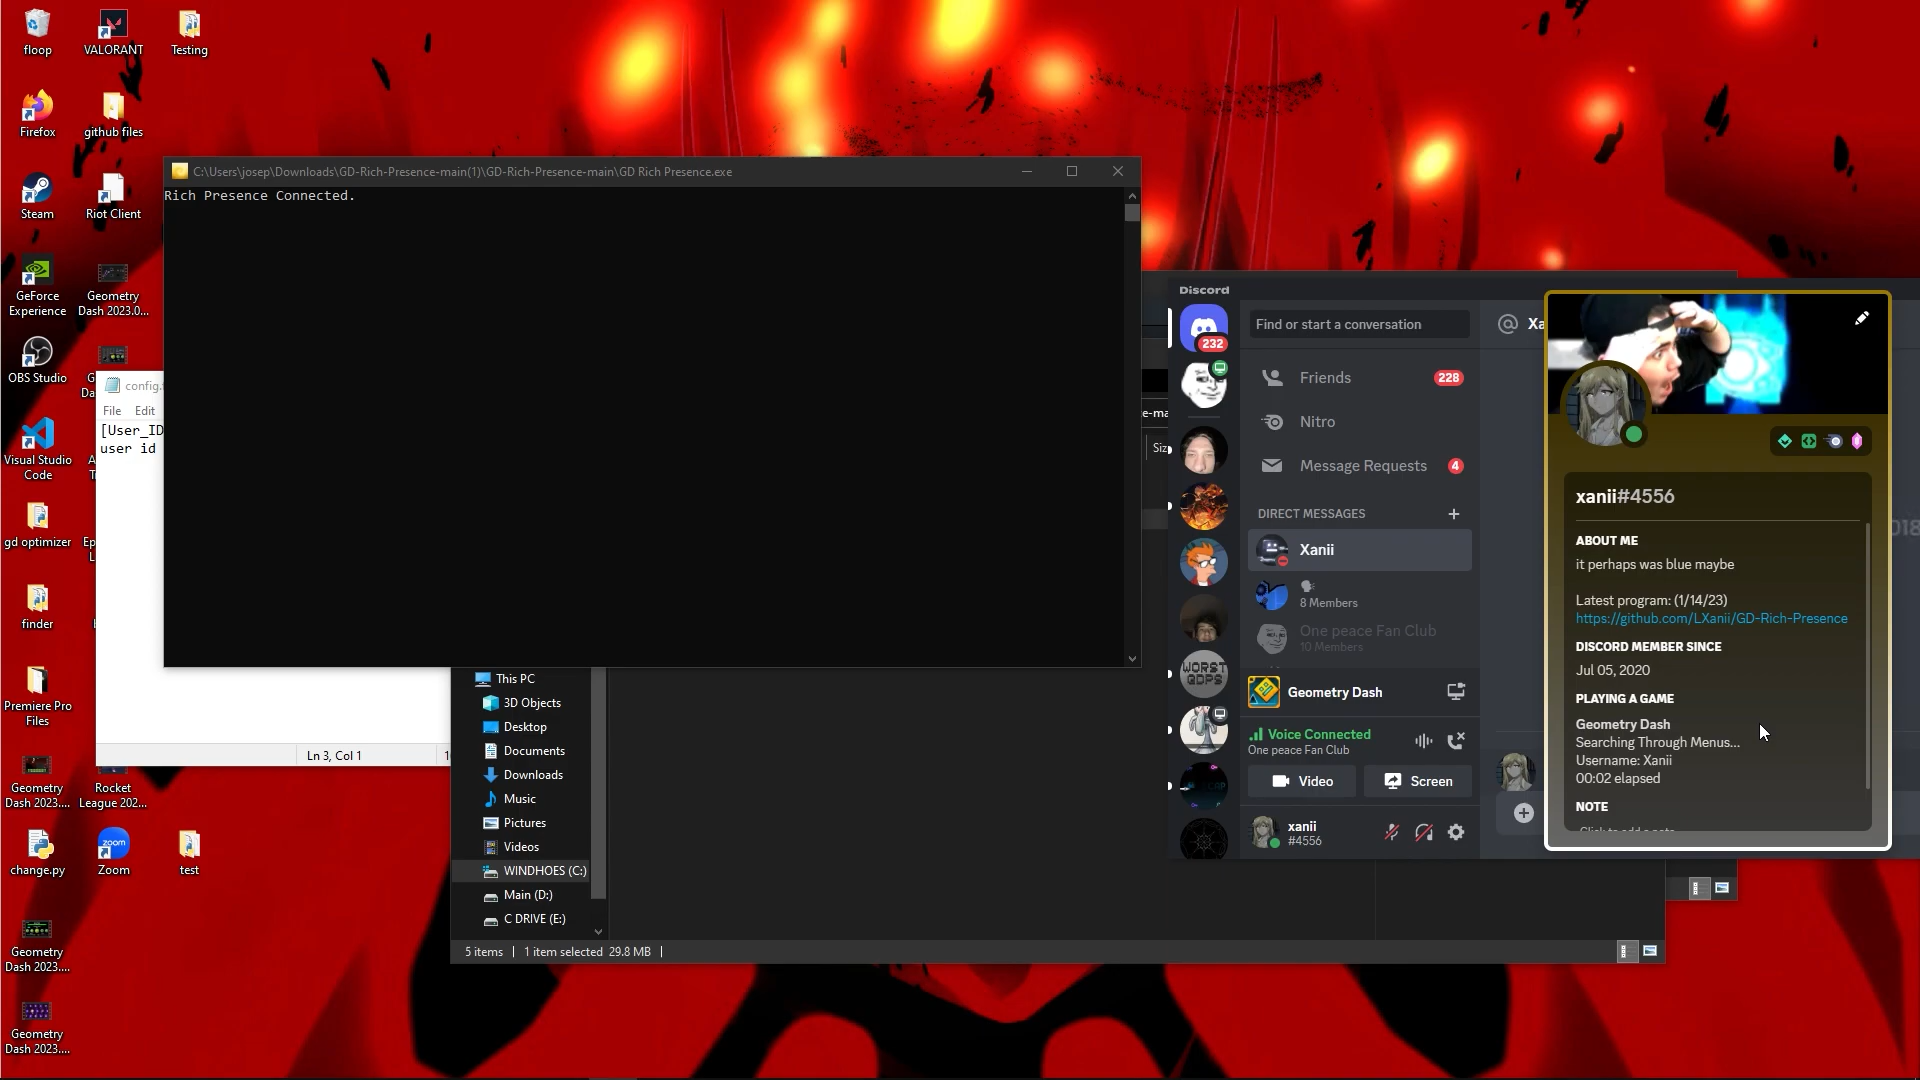 floop
VALORANT
Testing
Firefox
github files
Steam
Riot Client
GeForce
Experience
Geometry
Dash 2023.0...
OBS Studio
Visual Studio
Code
gd optimizer
finder
Premiere Pro
Files
Geometry
Dash 2023....
Rocket
League 202...
change.py
Zoom
zoom
test
Geometry
Dash 2023....
Geometry
Dash 2023....
File Edit
[User_ID
user id
Ln 3, Col 1
C:\Users\josep\Downloads\GD-Rich-Presence-main(1)\GD-Rich-Presence-main\GD Rich Presence.exe
Rich Presence Connected.
This PC
3D Objects
Desktop
Documents
Downloads
Music
Pictures
Videos
WINDHOES (C:)
Main (D:)
C DRIVE (E:)
5 items
1 item selected 29.8 MB
Discord
232
WORST
GDPS
Find or start a conversation
Friends
228
Nitro
Message Requests
4
DIRECT MESSAGES
Xanii
8 Members
One peace Fan Club
10 Members
Geometry Dash
Voice Connected
One peace Fan Club
Video
Screen
xanii
#4556
xanii#4556
ABOUT ME
it perhaps was blue maybe
Latest program: (1/14/23)
https://github.com/LXanii/GD-Rich-Presence
DISCORD MEMBER SINCE
Jul 05, 2020
PLAYING A GAME
Geometry Dash
Searching Through Menus...
Username: Xanii
00:02 elapsed
NOTE